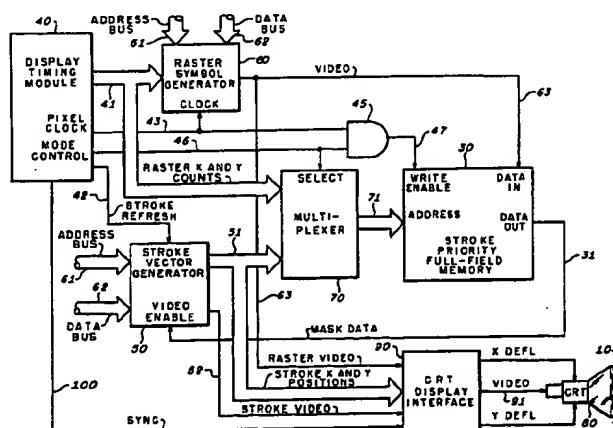 40
ADDRESS BUS
61
DATA BUS
62
DISPLAY TIMING MODULE
41
RASTER SYMBOL GENERATOR
60
CLOCK
VIDEO
63
PIXEL CLOCK
43
45
MODE CONTROL
46
47
30
42
RASTER X AND Y COUNTS
SELECT
MULTI-PLEXER
70
71
WRITE ENABLE
DATA IN
ADDRESS
DATA OUT
STROKE PRIORITY FULL-FIELD MEMORY
31
STROKE REFRESH
ADDRESS BUS
61
STROKE VECTOR GENERATOR
51
62
DATA BUS
VIDEO ENABLE
50
63
MASK DATA
90
RASTER VIDEO
STROKE X AND Y POSITIONS
STROKE VIDEO
CRT DISPLAY INTERFACE
X DEFL
VIDEO
91
Y DEFL
CRT
80
100
SYNC